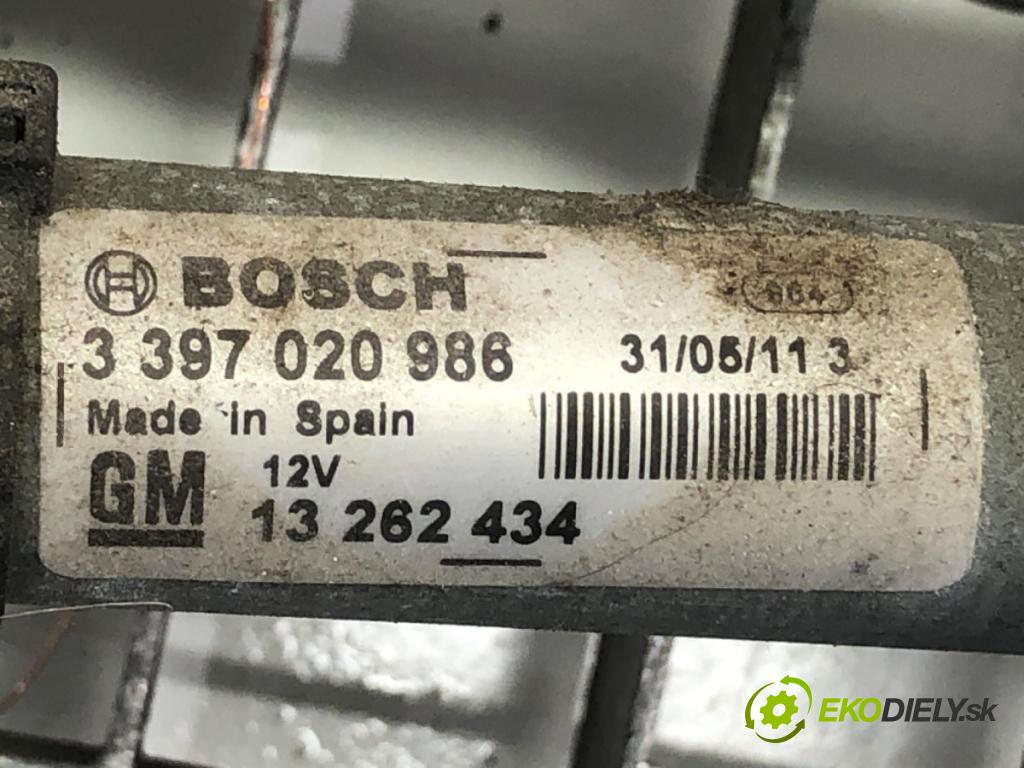 BOSCH
3 397 020 986
31/05/11 3
Made in Spain
12V
GM
13 262 434
EKODIELY.sk